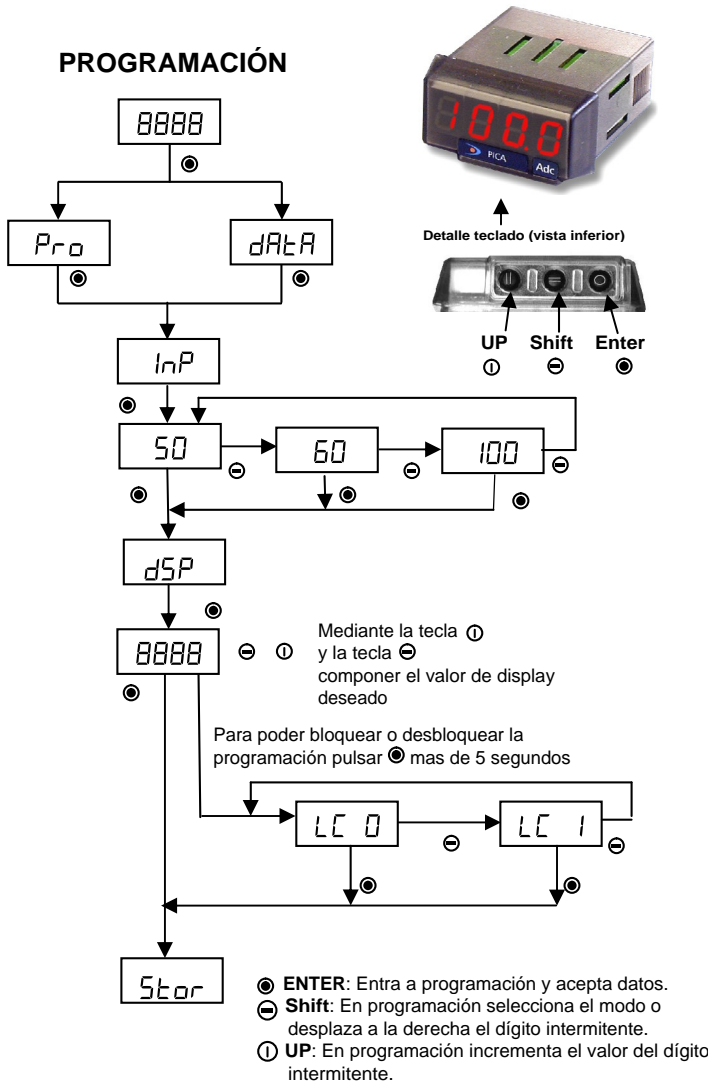 PROGRAMACIÓN
100.0
PICA
Adc
8888
Pro
dAtA
Detalle teclado (vista inferior)
UP Shift Enter
InP
50 60 100
dSP
8888
Mediante la tecla
y la tecla
componer el valor de display
deseado
Para poder bloquear o desbloquear la
programación pulsar mas de 5 segundos
LC 0 LC 1
Stor
ENTER: Entra a programación y acepta datos.
Shift: En programación selecciona el modo o
desplaza a la derecha el dígito intermitente.
UP: En programación incrementa el valor del dígito
intermitente.